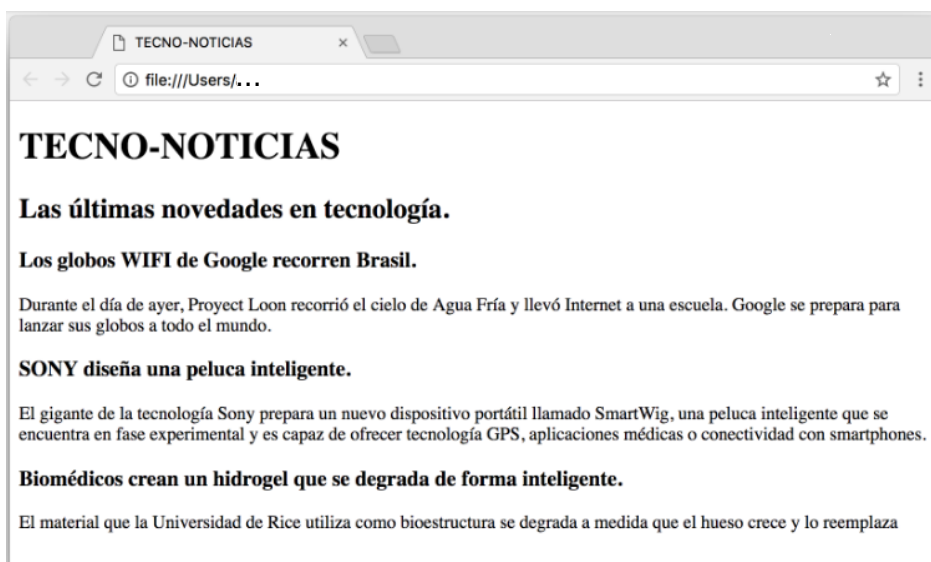 TECNO-NOTICIAS
file:///Users/...
TECNO-NOTICIAS
Las últimas novedades en tecnología.
Los globos WIFI de Google recorren Brasil.
Durante el día de ayer, Proyect Loon recorrió el cielo de Agua Fría y llevó Internet a una escuela. Google se prepara para
lanzar sus globos a todo el mundo.
SONY diseña una peluca inteligente.
El gigante de la tecnología Sony prepara un nuevo dispositivo portátil llamado SmartWig, una peluca inteligente que se
encuentra en fase experimental y es capaz de ofrecer tecnología GPS, aplicaciones médicas o conectividad con smartphones.
Biomédicos crean un hidrogel que se degrada de forma inteligente.
El material que la Universidad de Rice utiliza como bioestructura se degrada a medida que el hueso crece y lo reemplaza